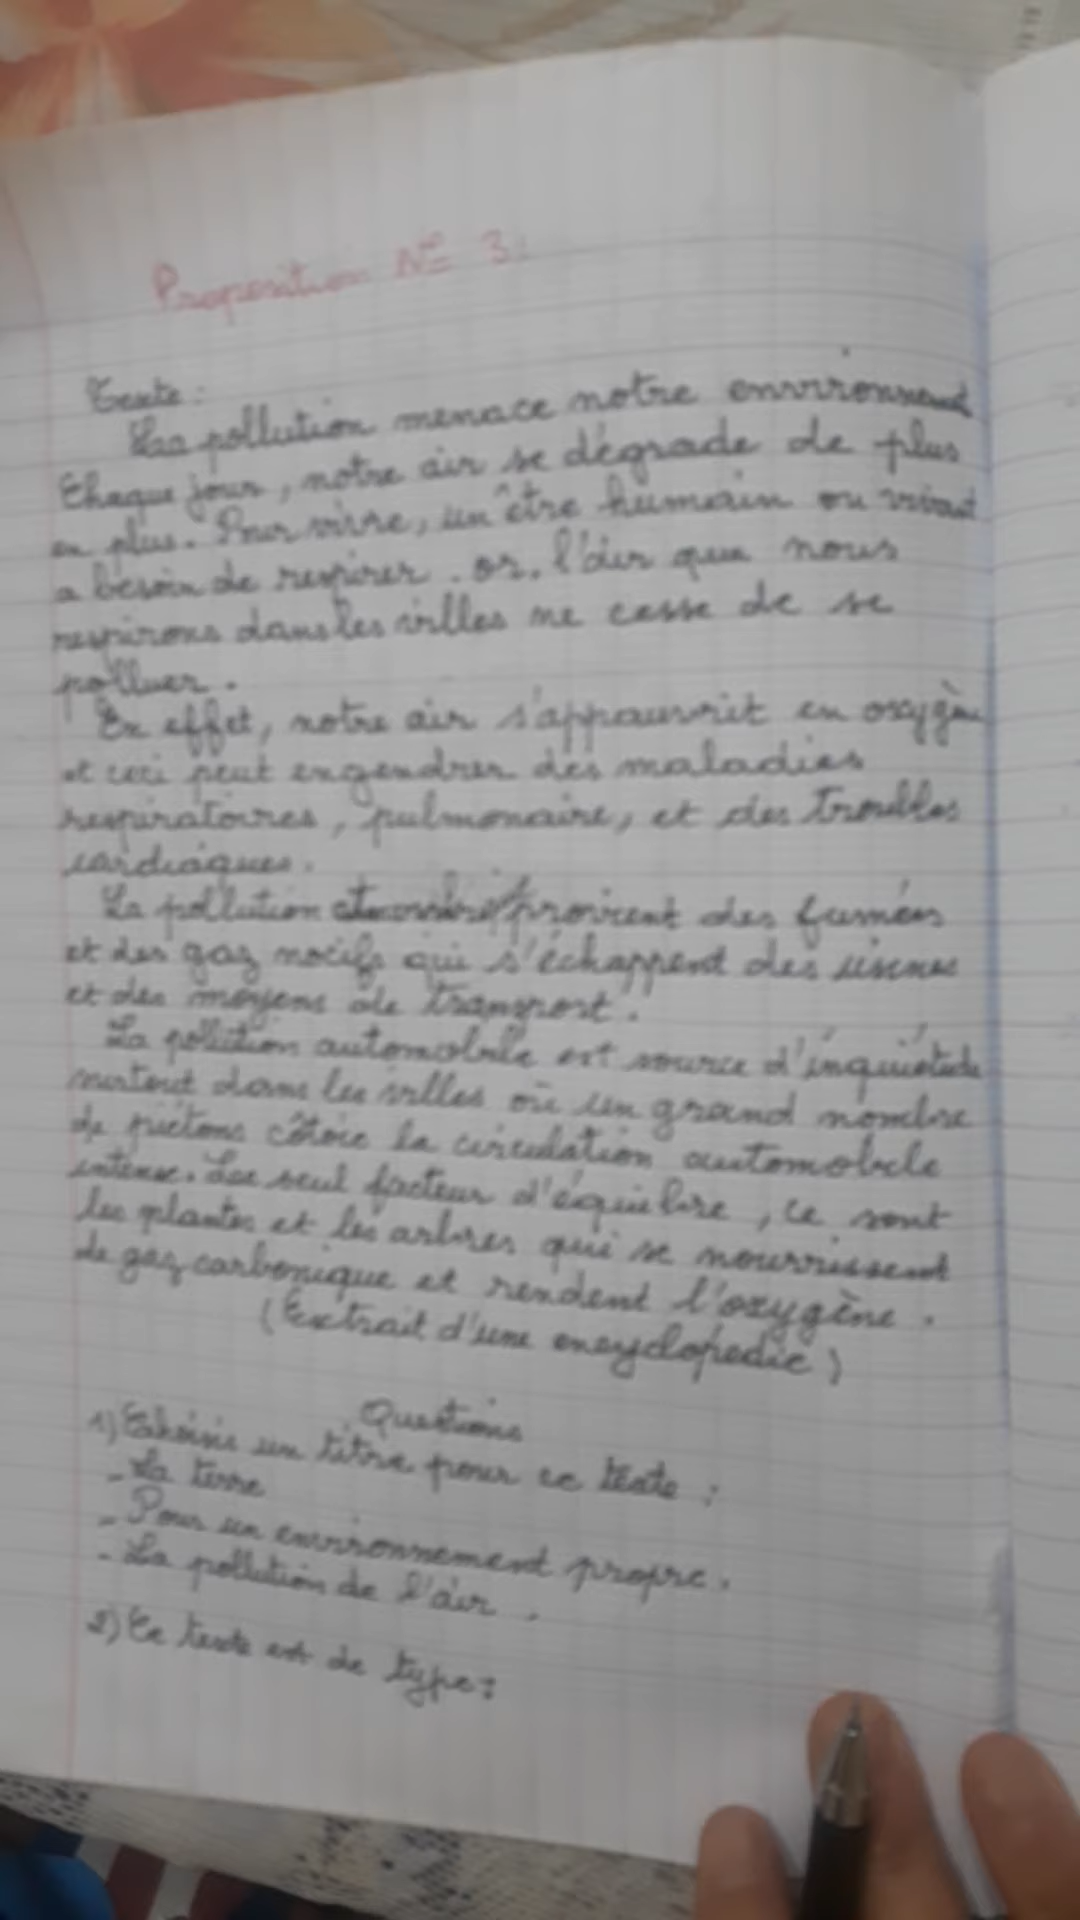 Proposition N° 3:
Texte:
La pollution menace notre environnement
Chaque jour, notre air se dégrade de plus
en plus. Pour vivre, un être humain ou vivant
a besoin de respirer. or, l'air que nous
respirons dans les villes ne cesse de se
polluer.
En effet, notre air s'appauvrit en oxygène
et ceci peut engendrer des maladies
respiratoires, pulmonaire, et des troubles
cardiaques.
La pollution provient des fumées
et des gaz nocifs qui s'échappent des usines
et des moyens de transport.
La pollution automobile est source d'inquiétude
surtout dans les villes où un grand nombre
de piétons côtoie la circulation automobile
intense. Le seul facteur d'équilibre, ce sont
les plantes et les arbres qui se nourrissent
de gaz carbonique et rendent l'oxygène.
(Extrait d'une encyclopedie)
Questions
1) Choisis un titre pour ce texte:
- La terre
- Pour un environnement propre.
- La pollution de l'air.
2) Ce texte est de type: